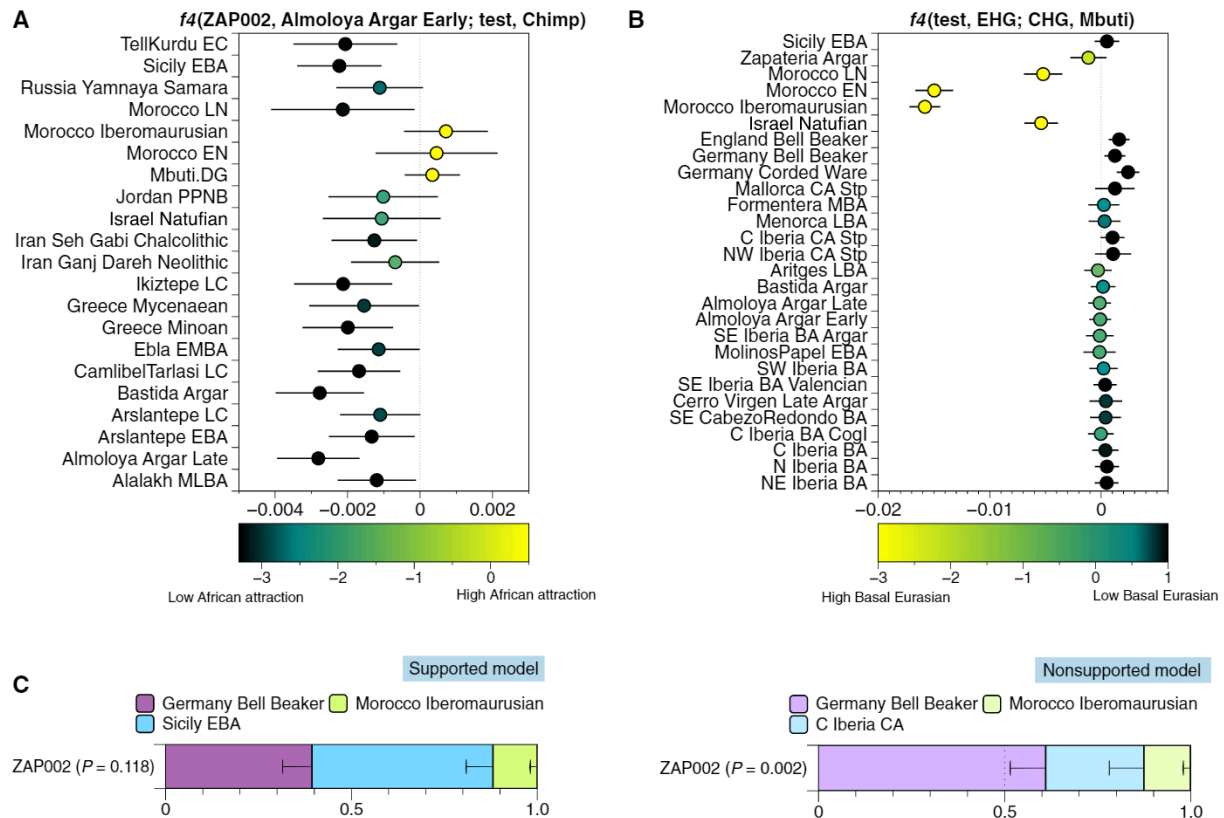 A
f4(ZAP002, Almoloya Argar Early; test, Chimp)
TellKurdu EC
Sicily EBA
Russia Yamnaya Samara
Morocco LN
Morocco Iberomaurusian
Morocco EN
Mbuti.DG
Jordan PPNB
Israel Natufian
Iran Seh Gabi Chalcolithic
Iran Ganj Dareh Neolithic
Ikiztepe LC
Greece Mycenaean
Greece Minoan
Ebla EMBA
CamlibelTarlasi LC
Bastida Argar
Arslantepe LC
Arslantepe EBA
Almoloya Argar Late
Alalakh MLBA
−0.004 −0.002 0 0.002
−3 −2 −1 0
Low African attraction High African attraction
B
f4(test, EHG; CHG, Mbuti)
Sicily EBA
Zapateria Argar
Morocco LN
Morocco EN
Morocco Iberomaurusian
Israel Natufian
England Bell Beaker
Germany Bell Beaker
Germany Corded Ware
Mallorca CA Stp
Formentera MBA
Menorca LBA
C Iberia CA Stp
NW Iberia CA Stp
Aritges LBA
Bastida Argar
Almoloya Argar Late
Almoloya Argar Early
SE Iberia BA Argar
MolinosPapel EBA
SW Iberia BA
SE Iberia BA Valencian
Cerro Virgen Late Argar
SE CabezoRedondo BA
C Iberia BA CogI
C Iberia BA
N Iberia BA
NE Iberia BA
−0.02 −0.01 0
−3 −2 −1 0 1
High Basal Eurasian Low Basal Eurasian
C
Supported model
Germany Bell Beaker Morocco Iberomaurusian
Sicily EBA
ZAP002 (P = 0.118)
0 0.5 1.0
Nonsupported model
Germany Bell Beaker Morocco Iberomaurusian
C Iberia CA
ZAP002 (P = 0.002)
0 0.5 1.0